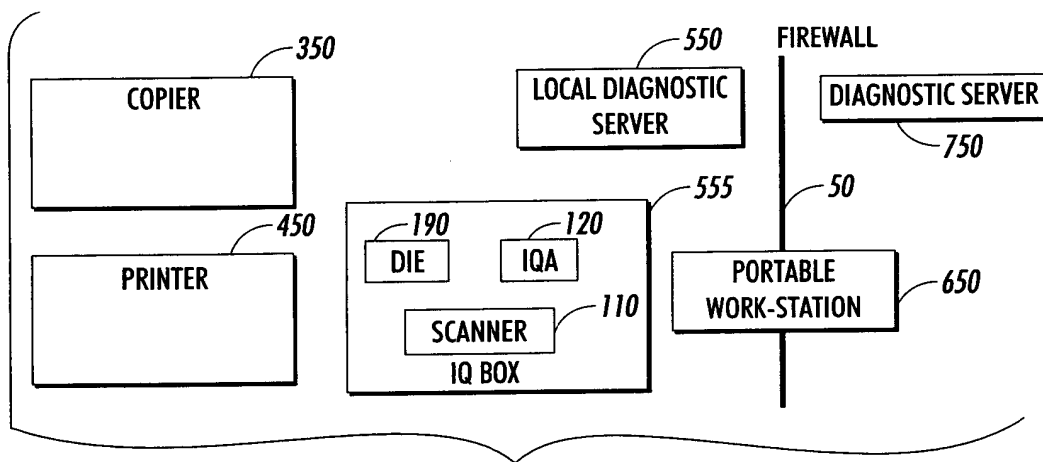 350
COPIER
450
PRINTER
550
LOCAL DIAGNOSTIC
SERVER
FIREWALL
DIAGNOSTIC SERVER
750
50
555
190
DIE
120
IQA
110
SCANNER
IQ BOX
PORTABLE
WORK-STATION
650